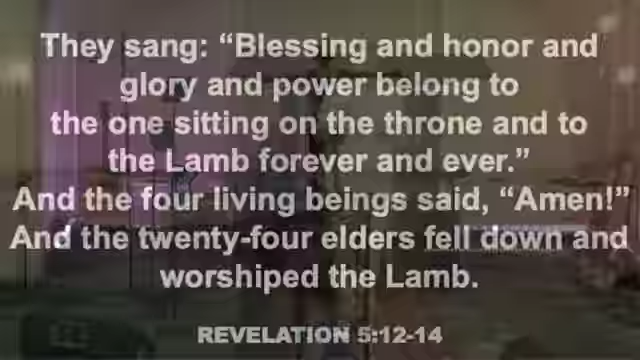 They sang: “Blessing and honor and
glory and power belong to
the one sitting on the throne and to
the Lamb forever and ever.”
And the four living beings said, “Amen!”
And the twenty-four elders fell down and
worshiped the Lamb.
REVELATION 5:12-14